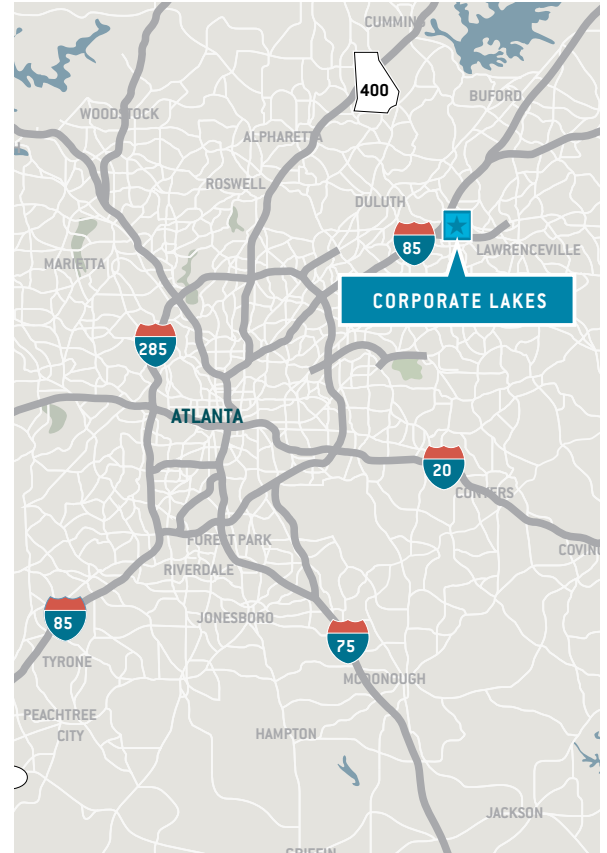 CUMMING
400
BUFORD
WOODSTOCK
ALPHARETTA
ROSWELL
DULUTH
85
LAWRENCEVILLE
MARIETTA
CORPORATE LAKES
285
ATLANTA
20
CONYERS
COVING
FOREST PARK
RIVERDALE
JONESBORO
85
75
TYRONE
MCDONOUGH
PEACHTREE
CITY
HAMPTON
JACKSON
GRIFFIN